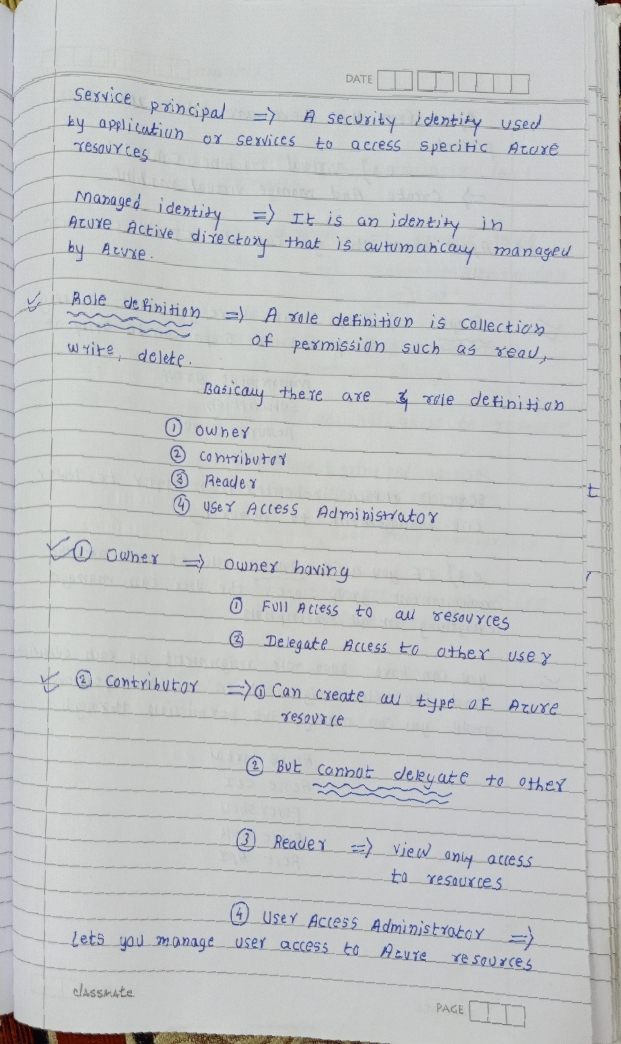 DATE
Service principal => A security identity used
by application or services to access specific Azure
resources.
Managed identity => It is an identity in
Azure Active directory that is automatically managed
by Azure.
Role definition => A role definition is collection
of permission such as read,
write, delete.
Basically there are 4 role definition
① owner
② contributor
③ Reader
④ User Access Administrator
① Owner => owner having
① Full Access to all resources
② Delegate Access to other user
② Contributor => ① Can create all type of Azure
resource
② But cannot delegate to other
③ Reader => view only access
to resources
④ User Access Administrator =>
Lets you manage user access to Azure resources
classmate
PAGE